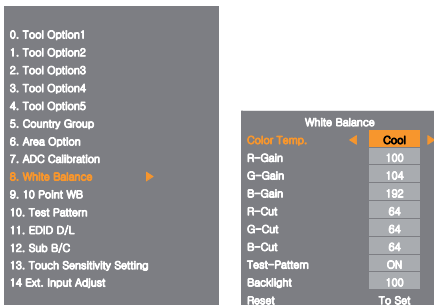 0. Tool Option1
1. Tool Option2
2. Tool Option3
3. Tool Option4
4. Tool Option5
5. Country Group
6. Area Option
7. ADC Calibration
8. White Balance
9. 10 Point WB
10. Test Pattern
11. EDID D/L
12. Sub B/C
13. Touch Sensitivity Setting
14 Ext. Input Adjust
White Balance
Color Temp. Cool
R-Gain 100
G-Gain 104
B-Gain 192
R-Cut 64
G-Cut 64
B-Cut 64
Test-Pattern ON
Backlight 100
Reset To Set